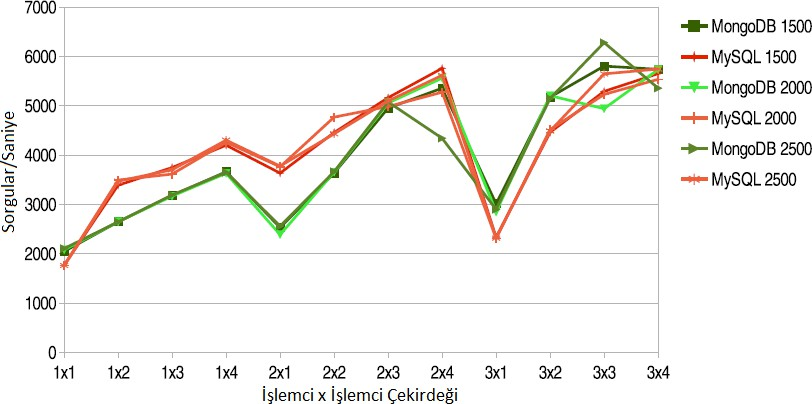 7000
6000
5000
4000
3000
2000
1000
0
Sorgular/Saniye
1x1 1x2 1x3 1x4 2x1 2x2 2x3 2x4 3x1 3x2 3x3 3x4
İşlemci x İşlemci Çekirdeği
MongoDB 1500
MySQL 1500
MongoDB 2000
MySQL 2000
MongoDB 2500
MySQL 2500